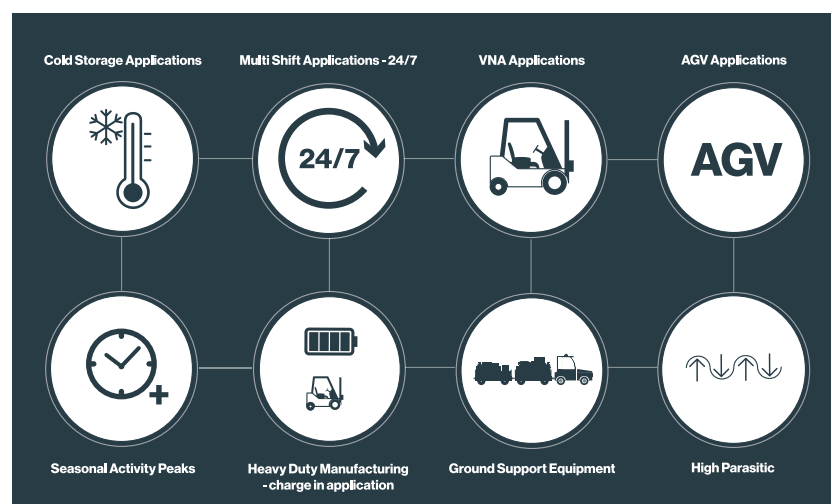 Cold Storage Applications
Multi Shift Applications - 24/7
VNA Applications
AGV Applications
24/7
AGV
Seasonal Activity Peaks
Heavy Duty Manufacturing
- charge in application
Ground Support Equipment
High Parasitic